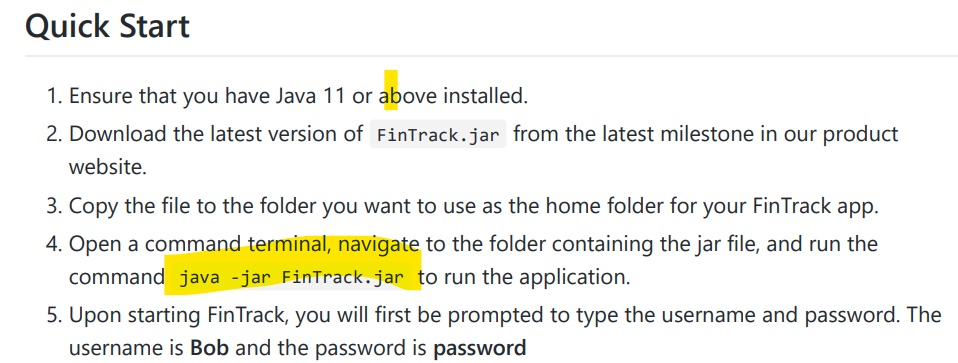 Quick Start
1. Ensure that you have Java 11 or above installed.
2. Download the latest version of FinTrack.jar from the latest milestone in our product
website.
3. Copy the file to the folder you want to use as the home folder for your FinTrack app.
4. Open a command terminal, navigate to the folder containing the jar file, and run the
command java -jar FinTrack.jar to run the application.
5. Upon starting FinTrack, you will first be prompted to type the username and password. The
username is Bob and the password is password